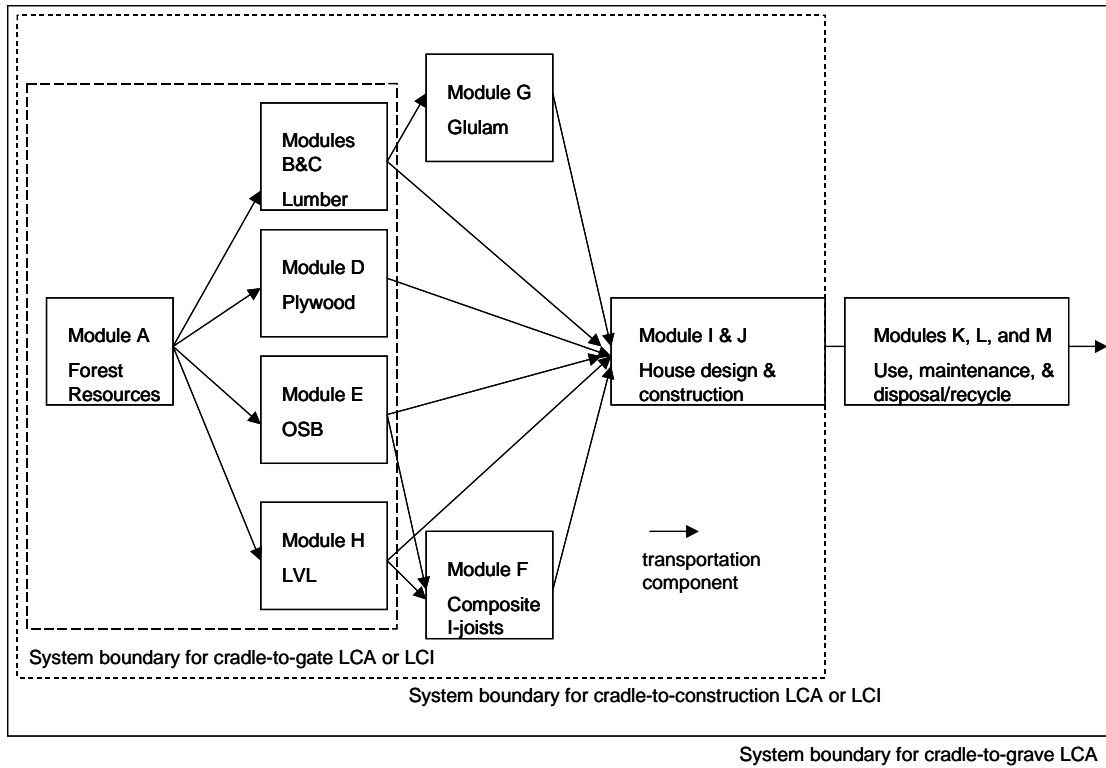 Module G
Glulam
Modules
B&C
Lumber
Module D
Plywood
Module A
Forest
Resources
Module I & J
House design &
construction
Modules K, L, and M
Use, maintenance, &
disposal/recycle
Module E
OSB
Module H
LVL
Module F
Composite
I-joists
transportation
component
System boundary for cradle-to-gate LCA or LCI
System boundary for cradle-to-construction LCA or LCI
System boundary for cradle-to-grave LCA